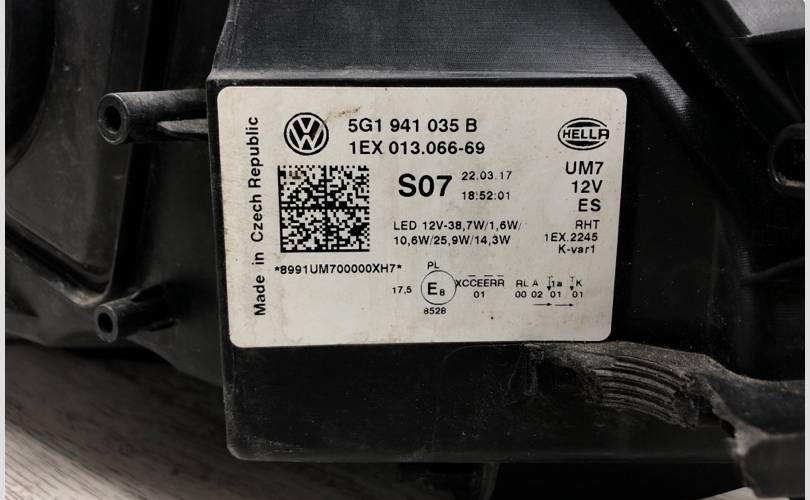 Made in Czech Republic
5G1 941 035 B
1EX 013.066-69
HELLA
S07
22.03.17
18:52:01
UM7
12V
ES
LED 12V-38,7W/1,6W/
10,6W/25,9W/14,3W
RHT
1EX.2245
K-var1
*8991UM700000XH7*
PL
17,5
E8
8528
XCCEERR
01
RL A 1a K
00 02 01 01